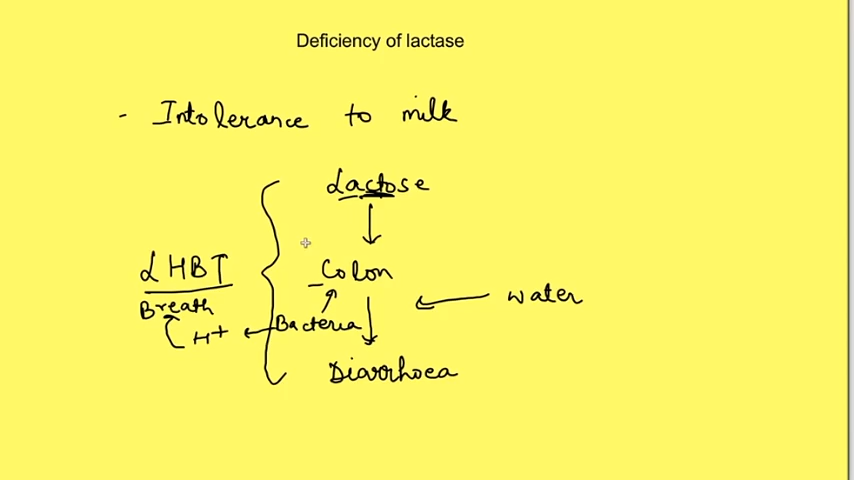 Deficiency of lactase
- Intolerance to milk
Lactose
LHBT
Colon
Breath
water
H+
Bacteria
Diarrhoea